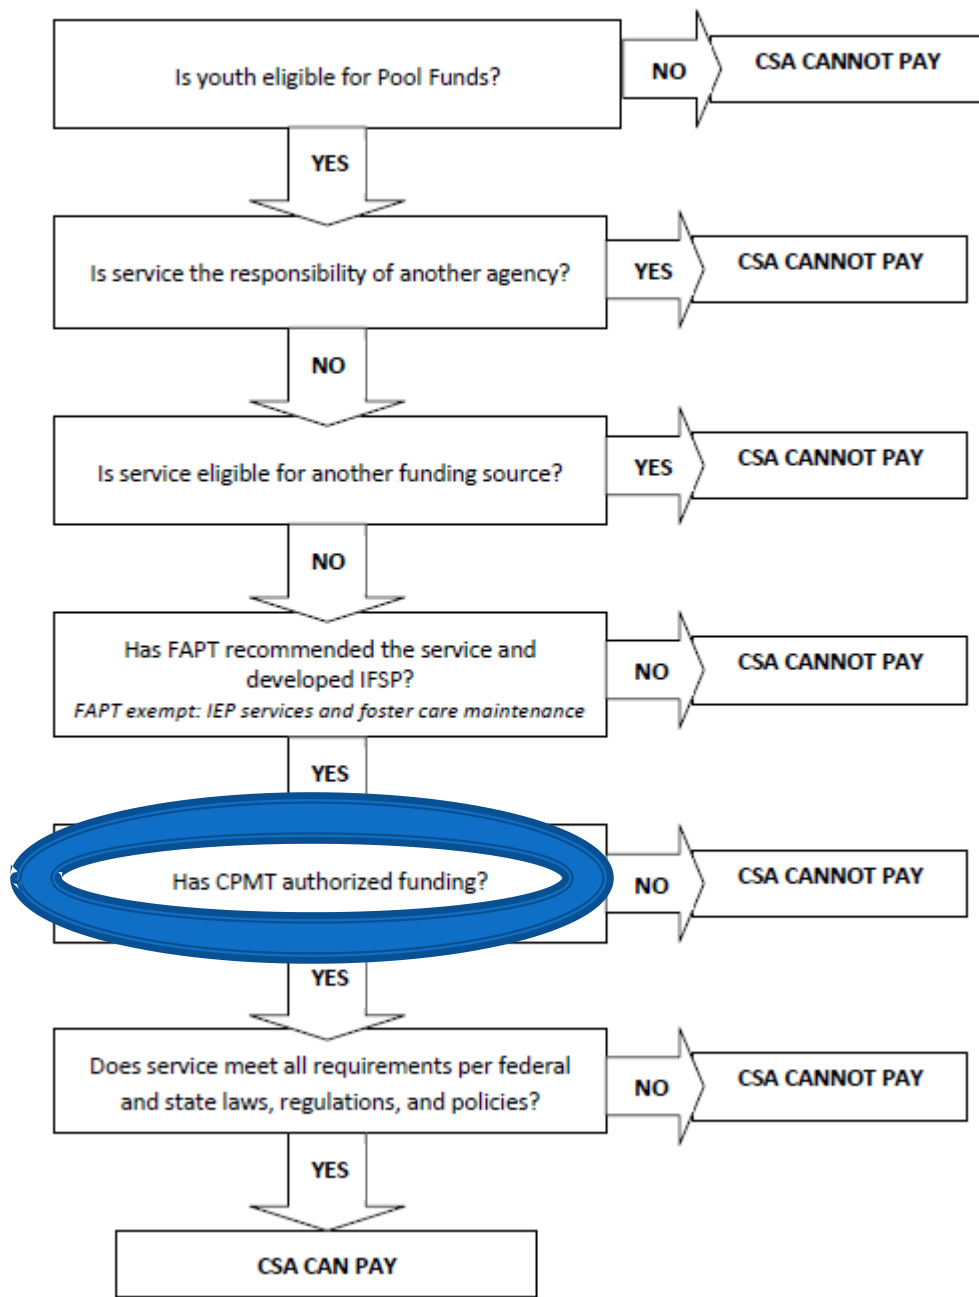 Is youth eligible for Pool Funds?
NO
CSA CANNOT PAY
YES
Is service the responsibility of another agency?
YES
CSA CANNOT PAY
NO
Is service eligible for another funding source?
YES
CSA CANNOT PAY
NO
Has FAPT recommended the service and
developed IFSP?
FAPT exempt: IEP services and foster care maintenance
NO
CSA CANNOT PAY
YES
Has CPMT authorized funding?
NO
CSA CANNOT PAY
YES
Does service meet all requirements per federal
and state laws, regulations, and policies?
NO
CSA CANNOT PAY
YES
CSA CAN PAY